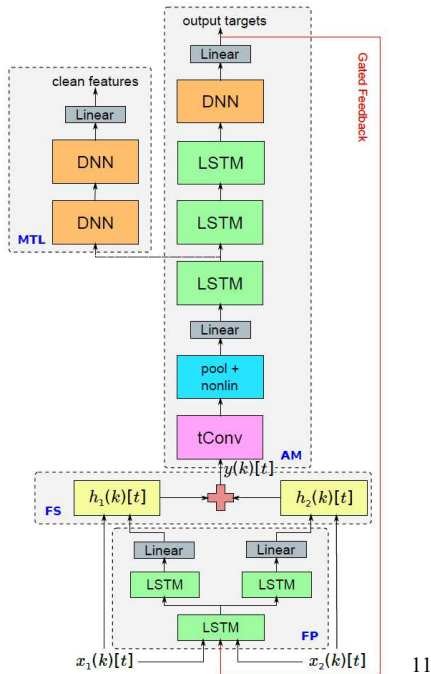 output targets
Linear
Gated Feedback
clean features
Linear
DNN
DNN
LSTM
DNN
LSTM
MTL
LSTM
Linear
pool +
nonlin
tConv
AM
y(k)[t]
h₁(k)[t]
h₂(k)[t]
FS
Linear
Linear
LSTM
LSTM
LSTM
FP
x₁(k)[t]
x₂(k)[t]
11